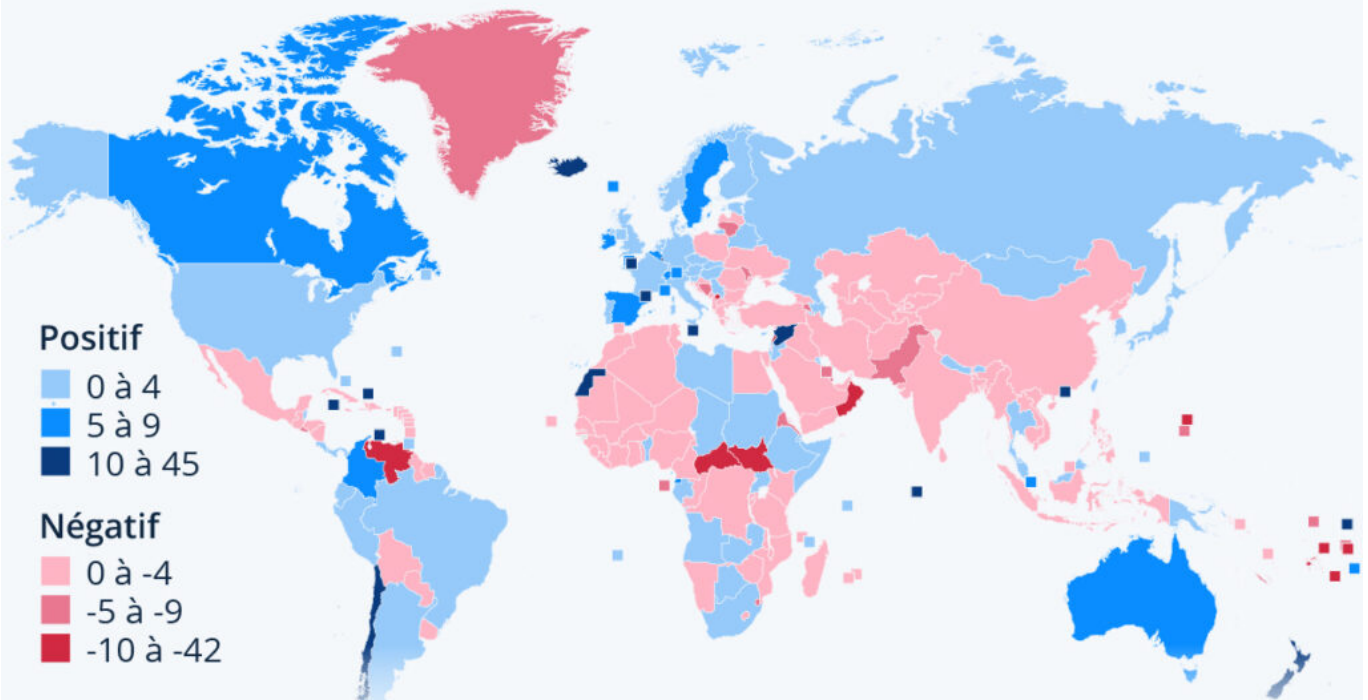 Positif
0 à 4
5 à 9
10 à 45
Négatif
0 à -4
-5 à -9
-10 à -42